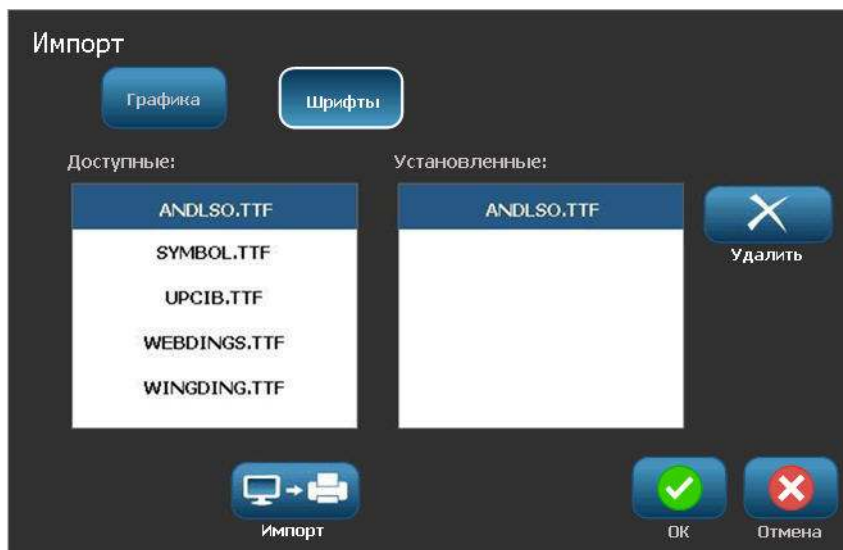 Импорт
Графика
Шрифты
Доступные:
Установленные:
ANDLSO.TTF
SYMBOL.TTF
UPCIB.TTF
WEBDINGS.TTF
WINGDING.TTF
ANDLSO.TTF
Удалить
Импорт
OK
Отмена